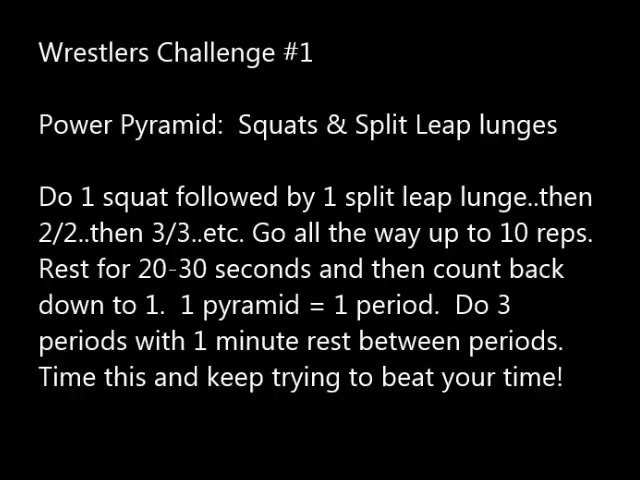 Wrestlers Challenge #1
Power Pyramid:  Squats & Split Leap lunges
Do 1 squat followed by 1 split leap lunge..then
2/2..then 3/3..etc. Go all the way up to 10 reps.
Rest for 20-30 seconds and then count back
down to 1.  1 pyramid = 1 period.  Do 3
periods with 1 minute rest between periods.
Time this and keep trying to beat your time!